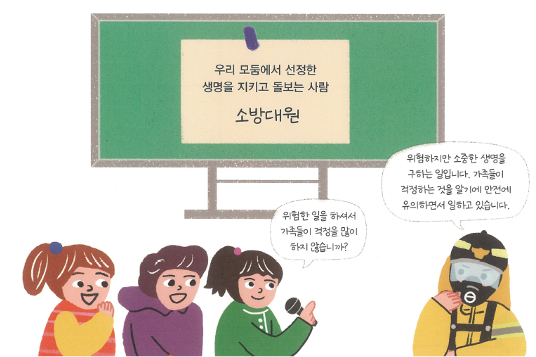 우리 모둠에서 선정한
생명을 지키고 돌보는 사람
소방대원
위험한 일을 하셔서
가족들이 걱정을 많이
하지 않습니까?
위험하지만 소중한 생명을
구하는 일입니다. 가족들이
걱정하는 것을 알기에 안전에
유의하면서 일하고 있습니다.